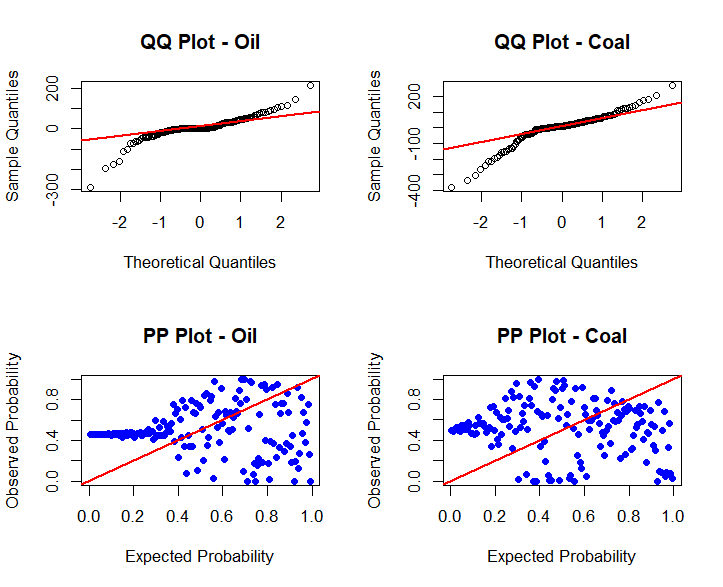 QQ Plot - Oil
Sample Quantiles
-300 0 200
-2 -1 0 1 2
Theoretical Quantiles
QQ Plot - Coal
Sample Quantiles
-400 -100 200
-2 -1 0 1 2
Theoretical Quantiles
PP Plot - Oil
Observed Probability
0.0 0.4 0.8
0.0 0.2 0.4 0.6 0.8 1.0
Expected Probability
PP Plot - Coal
Observed Probability
0.0 0.4 0.8
0.0 0.2 0.4 0.6 0.8 1.0
Expected Probability